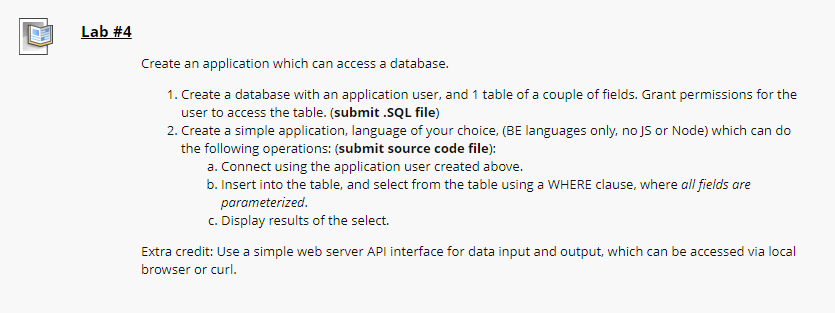 Lab #4
Create an application which can access a database.
1. Create a database with an application user, and 1 table of a couple of fields. Grant permissions for the
user to access the table. (submit .SQL file)
2. Create a simple application, language of your choice, (BE languages only, no JS or Node) which can do
the following operations: (submit source code file):
a. Connect using the application user created above.
b. Insert into the table, and select from the table using a WHERE clause, where all fields are
parameterized.
c. Display results of the select.
Extra credit: Use a simple web server API interface for data input and output, which can be accessed via local
browser or curl.